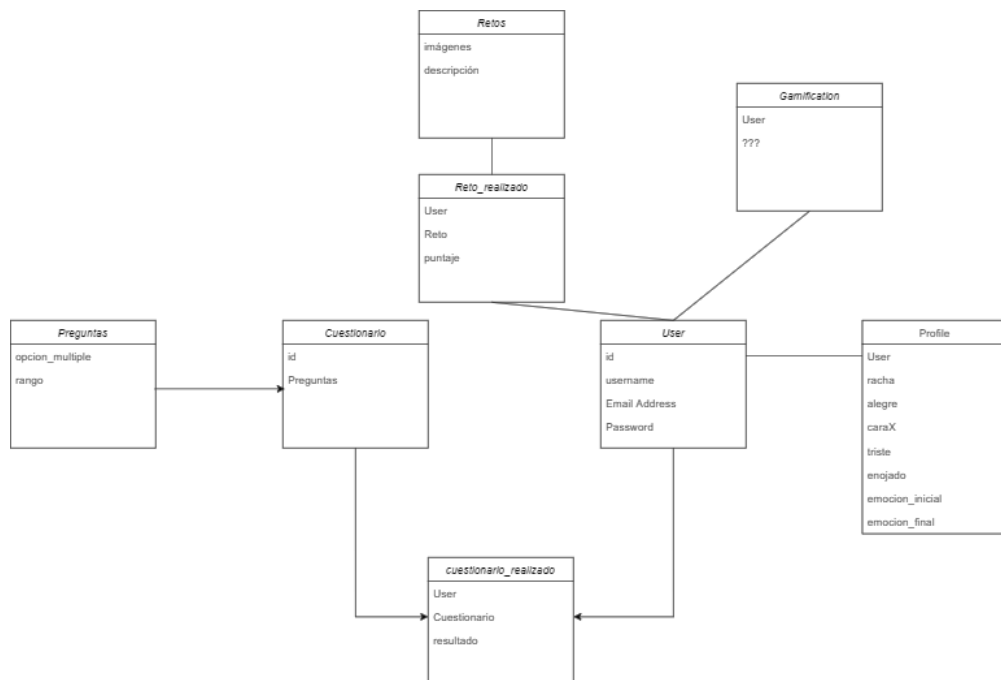 Retos
imágenes
descripción
Gamification
User
???
Reto_realizado
User
Reto
puntaje
Preguntas
opcion_multiple
rango
Cuestionario
id
Preguntas
User
id
username
Email Address
Password
Profile
User
racha
alegre
caraX
triste
enojado
emocion_inicial
emocion_final
cuestionario_realizado
User
Cuestionario
resultado